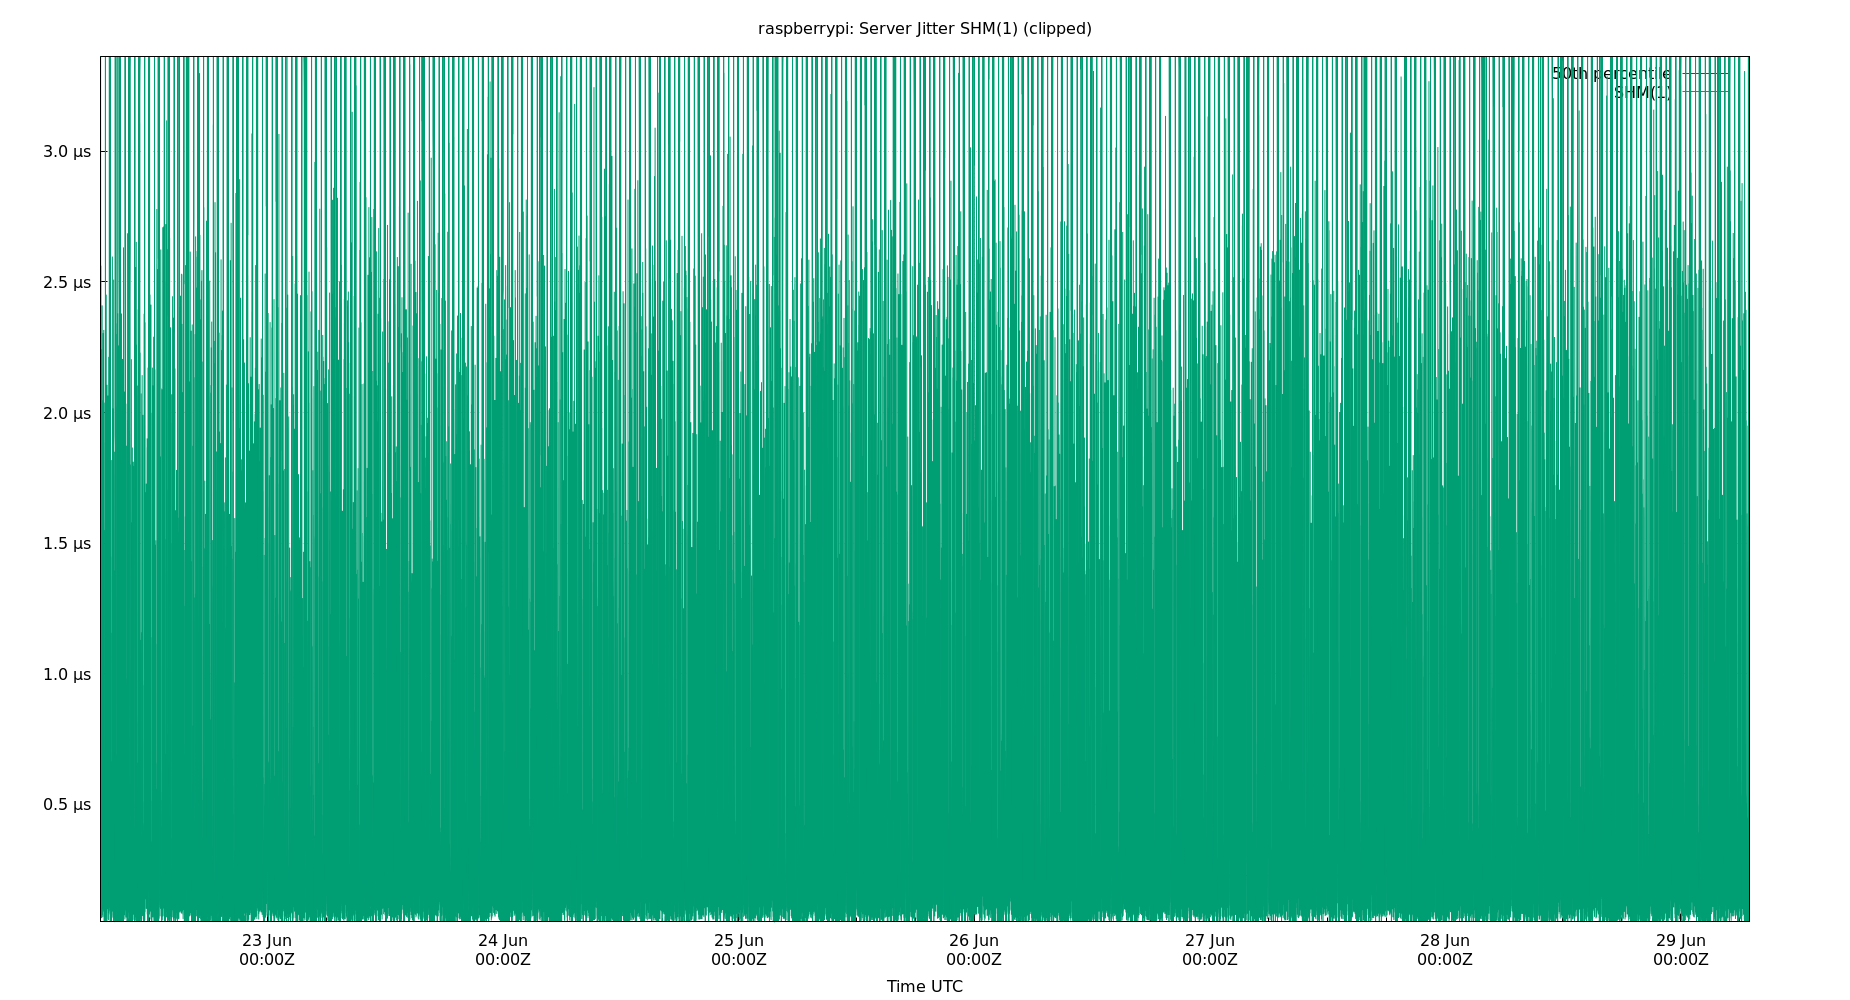 raspberrypi: Server Jitter SHM(1) (clipped)
50th percentile
SHM(1)
3.0 µs
2.5 µs
2.0 µs
1.5 µs
1.0 µs
0.5 µs
23 Jun 24 Jun 25 Jun 26 Jun 27 Jun 28 Jun 29 Jun
00:00Z 00:00Z 00:00Z 00:00Z 00:00Z 00:00Z 00:00Z
Time UTC